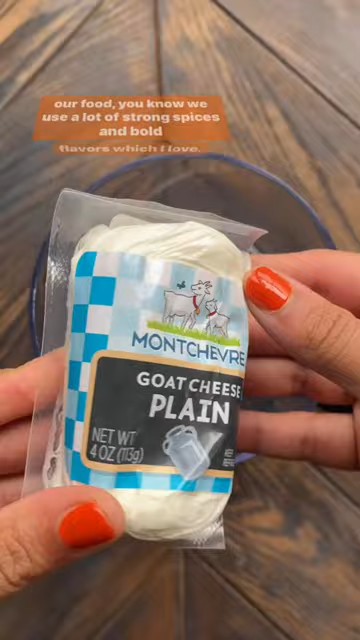 our food, you know we
use a lot of strong spices
and bold
flavors which I love.
MONTCHEVRE
GOAT CHEESE
PLAIN
NET WT
4 OZ (113g)